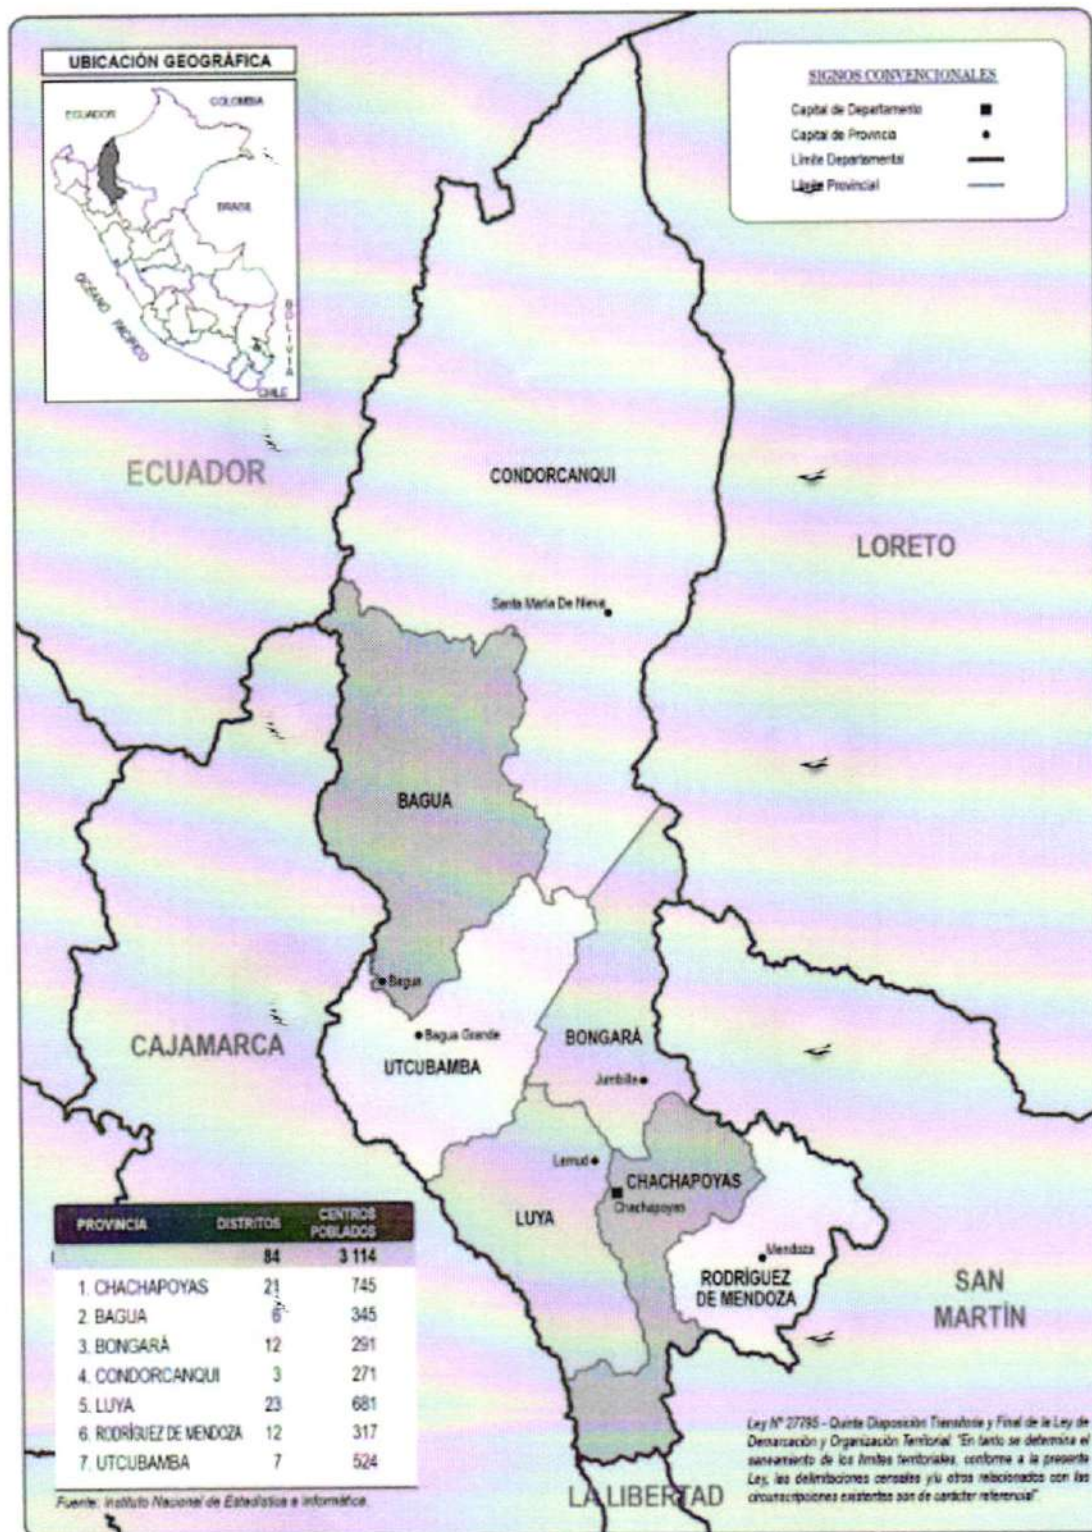 UBICACIÓN GEOGRÁFICA
ECUADOR
COLOMBIA
BRASIL
OCÉANO PACIFICO
BOLIVIA
CHILE
SIGNOS CONVENCIONALES
Capital de Departamento
Capital de Provincia
Límite Departamental
Límite Provincial
ECUADOR
CONDORCANQUI
LORETO
Santa María De Nieva
BAGUA
Bagua
Bagua Grande
CAJAMARCA
UTCUBAMBA
BONGARÁ
Jumbilla
Lamud
CHACHAPOYAS
Chachapoyas
LUYA
Mendoza
RODRÍGUEZ
DE MENDOZA
SAN
MARTÍN
PROVINCIA DISTRITOS CENTROS POBLADOS
84 3 114
1. CHACHAPOYAS 21 745
2. BAGUA 6 345
3. BONGARÁ 12 291
4. CONDORCANQUI 3 271
5. LUYA 23 681
6. RODRÍGUEZ DE MENDOZA 12 317
7. UTCUBAMBA 7 524
Fuente: Instituto Nacional de Estadística e Informática.
LA LIBERTAD
Ley Nº 27795 - Quinta Disposición Transitoria y Final de la Ley de
Demarcación y Organización Territorial: "En tanto se determina el
saneamiento de los límites territoriales, conforme a la presente
Ley, las delimitaciones censales y/u otros relacionados con las
circunscripciones existentes son de carácter referencial".